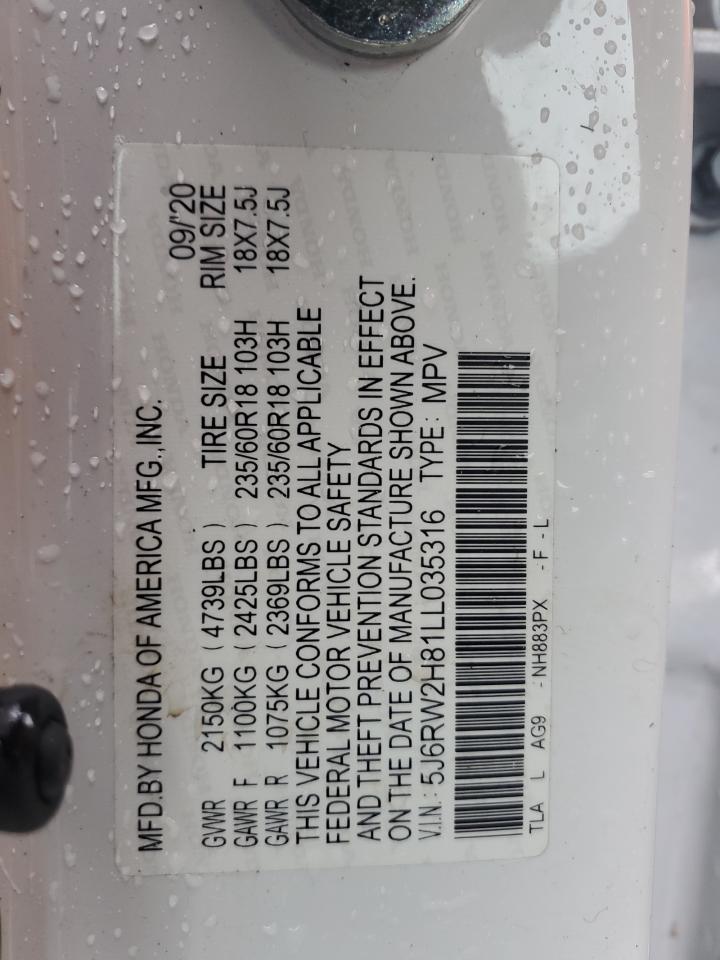 MFD.BY HONDA OF AMERICA MFG.,INC. 09/'20
GVWR 2150KG (4739LBS) TIRE SIZE RIM SIZE
GAWR F 1100KG (2425LBS) 235/60R18 103H 18X7.5J
GAWR R 1075KG (2369LBS) 235/60R18 103H 18X7.5J
THIS VEHICLE CONFORMS TO ALL APPLICABLE
FEDERAL MOTOR VEHICLE SAFETY
AND THEFT PREVENTION STANDARDS IN EFFECT
ON THE DATE OF MANUFACTURE SHOWN ABOVE.
V.I.N.: 5J6RW2H81LL035316 TYPE: MPV
TLA L AG9 - NH883PX - F - L